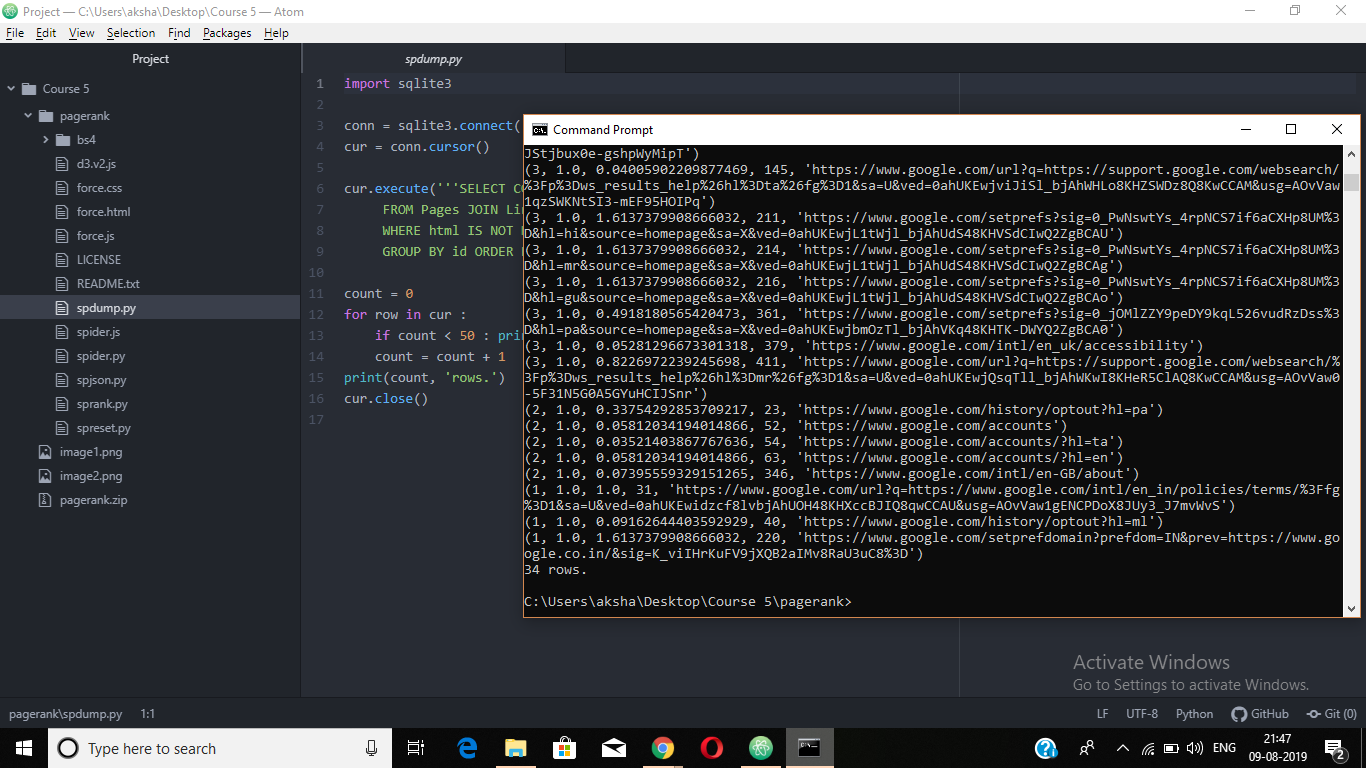 Project — C:\Users\aksha\Desktop\Course 5 — Atom
File Edit View Selection Find Packages Help
Project
Course 5
pagerank
bs4
d3.v2.js
force.css
force.html
force.js
LICENSE
README.txt
spdump.py
spider.js
spider.py
spjson.py
sprank.py
spreset.py
image1.png
image2.png
pagerank.zip
spdump.py
1 import sqlite3
2
3 conn = sqlite3.connect(
4 cur = conn.cursor()
5
6 cur.execute('''SELECT CO
7 FROM Pages JOIN Lin
8 WHERE html IS NOT N
9 GROUP BY id ORDER B
10
11 count = 0
12 for row in cur :
13 if count < 50 : prin
14 count = count + 1
15 print(count, 'rows.')
16 cur.close()
17
Command Prompt
JStjbux0e-gshpWyMipT')
(3, 1.0, 0.04005902209877469, 145, 'https://www.google.com/url?q=https://support.google.com/websearch/
%3Fp%3Dws_results_help%26hl%3Dta%26fg%3D1&sa=U&ved=0ahUKEwjviJiSl_bjAhWHLo8KHZSWDz8Q8KwCCAM&usg=AOvVaw
1qzSWKNtSI3-mEF95HOIPq')
(3, 1.0, 1.6137379908666032, 211, 'https://www.google.com/setprefs?sig=0_PwNswtYs_4rpNCS7if6aCXHp8UM%3
D&hl=hi&source=homepage&sa=X&ved=0ahUKEwjL1tWjl_bjAhUdS48KHVSdCIwQ2ZgBCAU')
(3, 1.0, 1.6137379908666032, 214, 'https://www.google.com/setprefs?sig=0_PwNswtYs_4rpNCS7if6aCXHp8UM%3
D&hl=mr&source=homepage&sa=X&ved=0ahUKEwjL1tWjl_bjAhUdS48KHVSdCIwQ2ZgBCAg')
(3, 1.0, 1.6137379908666032, 216, 'https://www.google.com/setprefs?sig=0_PwNswtYs_4rpNCS7if6aCXHp8UM%3
D&hl=gu&source=homepage&sa=X&ved=0ahUKEwjL1tWjl_bjAhUdS48KHVSdCIwQ2ZgBCAo')
(3, 1.0, 0.4918180565420473, 361, 'https://www.google.com/setprefs?sig=0_jOMlZZY9peDY9kqL526vudRzDss%3
D&hl=pa&source=homepage&sa=X&ved=0ahUKEwjbmOzTl_bjAhVKq48KHTK-DWYQ2ZgBCA0')
(3, 1.0, 0.05281296673301318, 379, 'https://www.google.com/intl/en_uk/accessibility')
(3, 1.0, 0.8226972239245698, 411, 'https://www.google.com/url?q=https://support.google.com/websearch/%
3Fp%3Dws_results_help%26hl%3Dmr%26fg%3D1&sa=U&ved=0ahUKEwjQsqTll_bjAhWKwI8KHeR5ClAQ8KwCCAM&usg=AOvVaw0
-5F31N5G0A5GYuHCIJSnr')
(2, 1.0, 0.33754292853709217, 23, 'https://www.google.com/history/optout?hl=pa')
(2, 1.0, 0.05812034194014866, 52, 'https://www.google.com/accounts')
(2, 1.0, 0.03521403867767636, 54, 'https://www.google.com/accounts/?hl=ta')
(2, 1.0, 0.05812034194014866, 63, 'https://www.google.com/accounts/?hl=en')
(2, 1.0, 0.07395559329151265, 346, 'https://www.google.com/intl/en-GB/about')
(1, 1.0, 1.0, 31, 'https://www.google.com/url?q=https://www.google.com/intl/en_in/policies/terms/%3Ffg
%3D1&sa=U&ved=0ahUKEwidzcf8lvbjAhUOH48KHXccBJIQ8qwCCAU&usg=AOvVaw1gENCPDoX8JUy3_J7mvWvS')
(1, 1.0, 0.09162644403592929, 40, 'https://www.google.com/history/optout?hl=ml')
(1, 1.0, 1.6137379908666032, 220, 'https://www.google.com/setprefdomain?prefdom=IN&prev=https://www.go
ogle.co.in/&sig=K_viIHrKuFV9jXQB2aIMv8RaU3uC8%3D')
34 rows.
C:\Users\aksha\Desktop\Course 5\pagerank>
Activate Windows
Go to Settings to activate Windows.
pagerank\spdump.py 1:1 LF UTF-8 Python GitHub Git (0)
Type here to search
ENG
21:47
09-08-2019
2